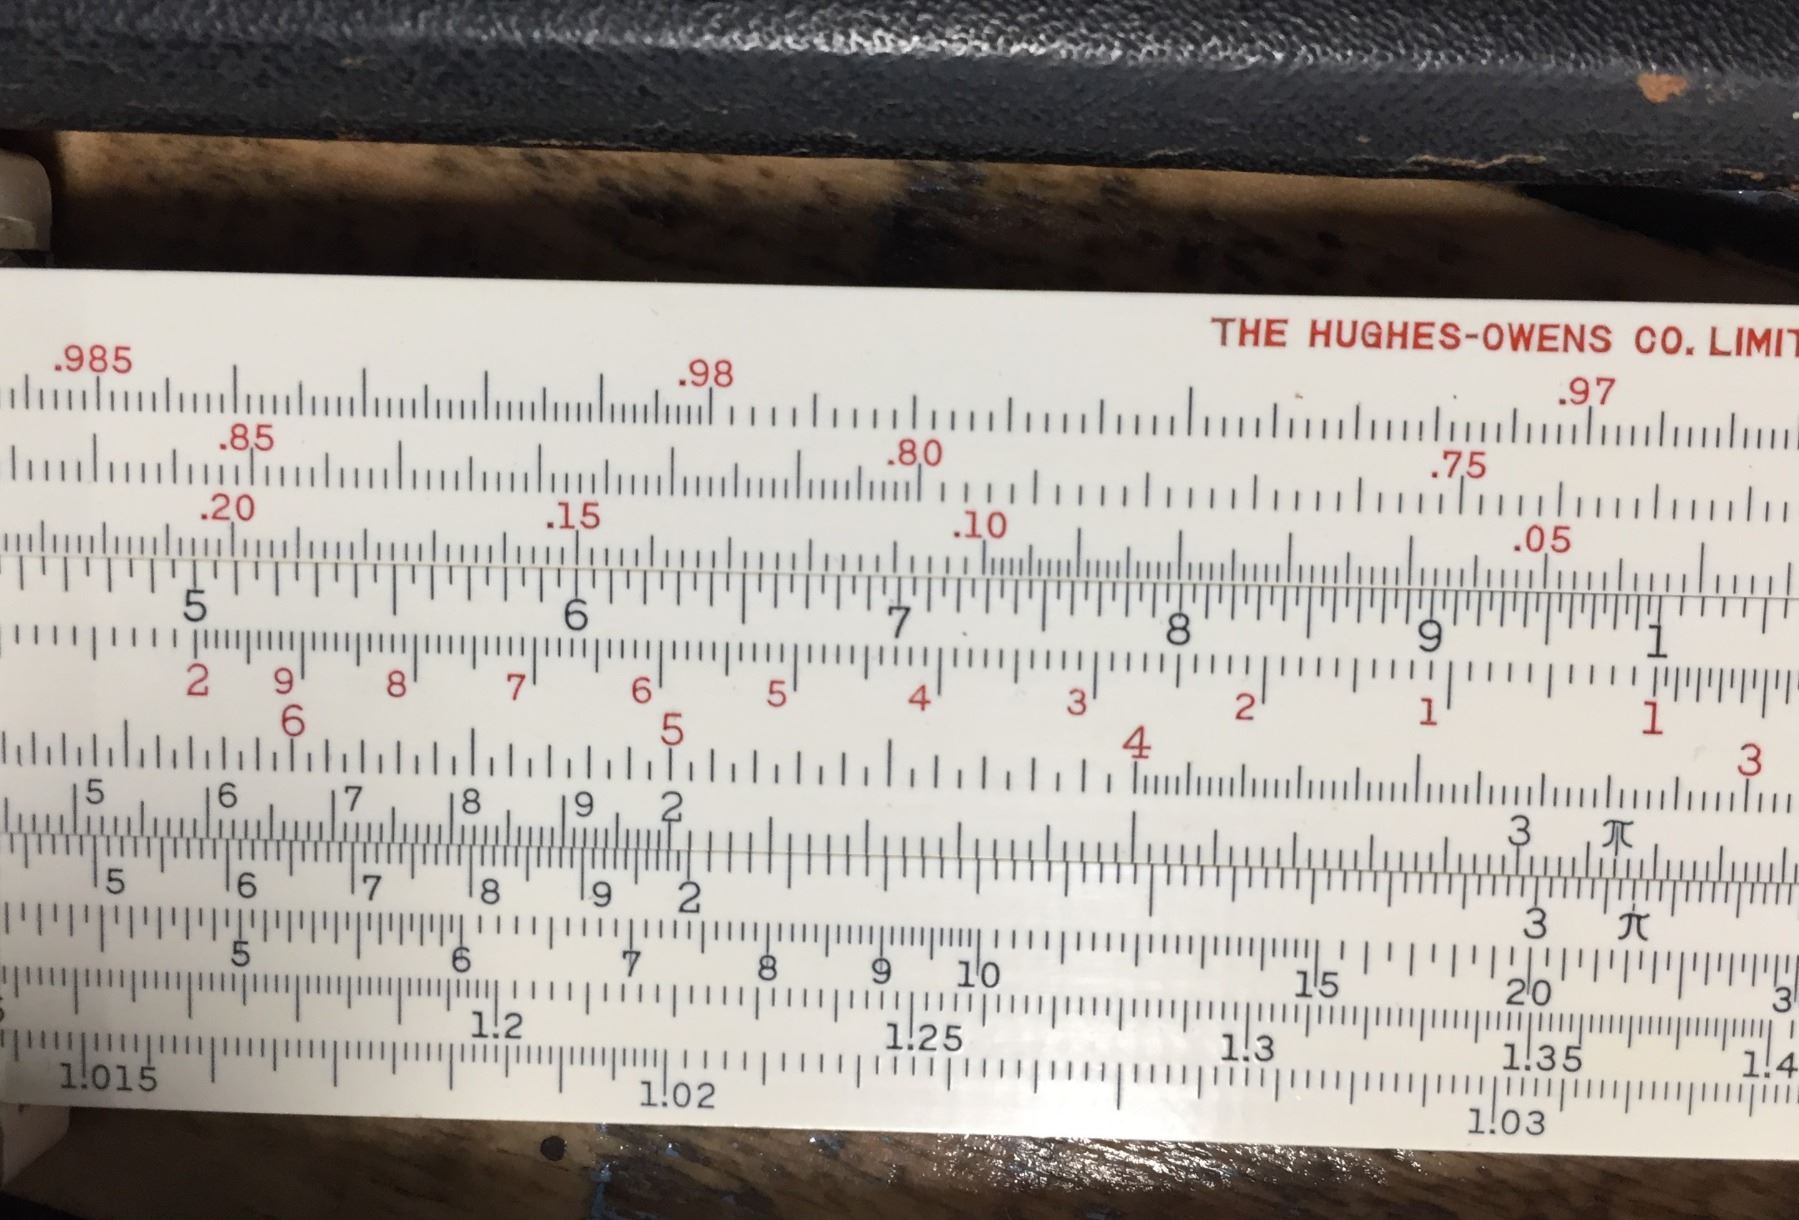 THE HUGHES-OWENS CO. LIMIT
.985 .98 .97
.85 .80 .75
.20 .15 .10 .05
5 6 7 8 9 1
2 9 8 7 6 5 4 3 2 1 1
6 5 4 3
5 6 7 8 9 2 3 π
5 6 7 8 9 2 3 π
5 6 7 8 9 10 15 20 3
1.2 1.25 1.3 1.35 1.4
1.015 1.02 1.03